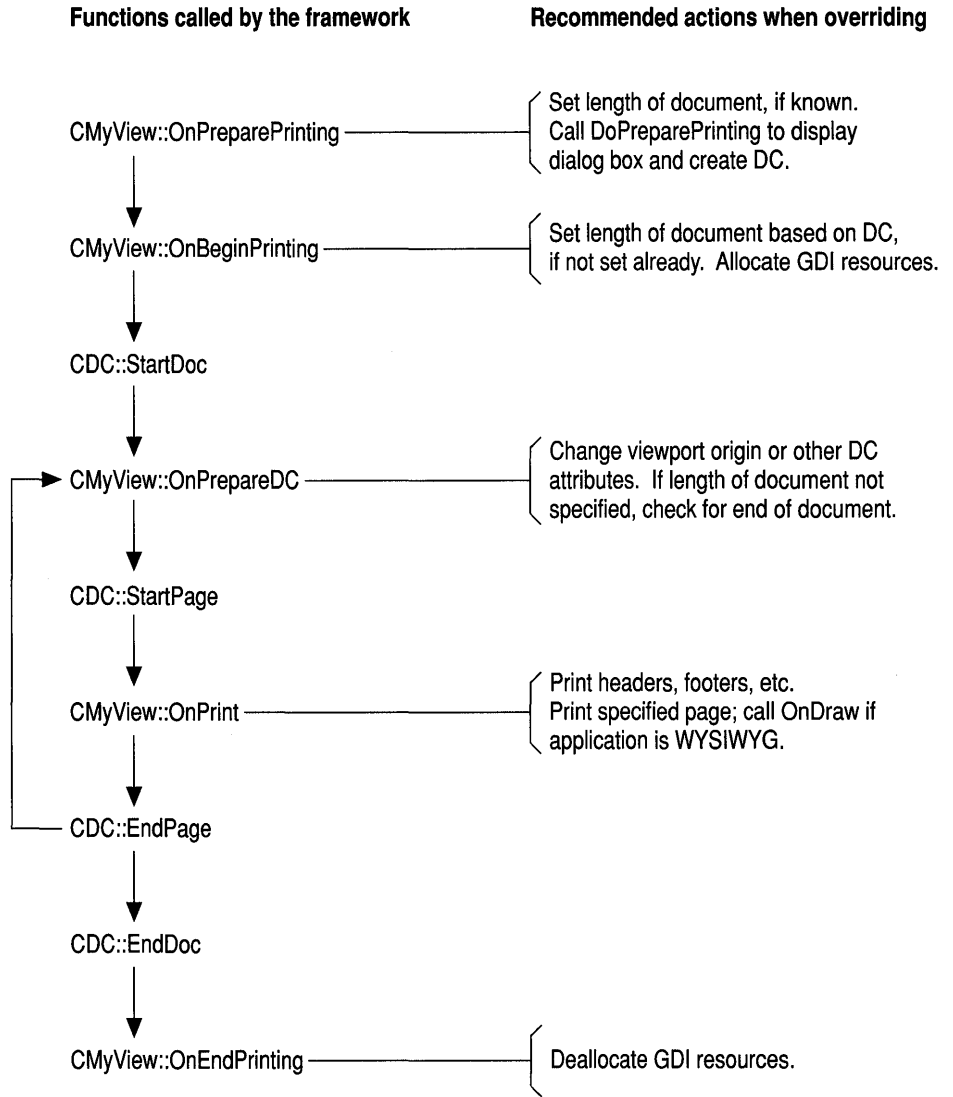 Functions called by the framework
Recommended actions when overriding
CMyView::OnPreparePrinting
Set length of document, if known.
Call DoPreparePrinting to display
dialog box and create DC.
CMyView::OnBeginPrinting
Set length of document based on DC,
if not set already. Allocate GDI resources.
CDC::StartDoc
CMyView::OnPrepareDC
Change viewport origin or other DC
attributes. If length of document not
specified, check for end of document.
CDC::StartPage
CMyView::OnPrint
Print headers, footers, etc.
Print specified page; call OnDraw if
application is WYSIWYG.
CDC::EndPage
CDC::EndDoc
CMyView::OnEndPrinting
Deallocate GDI resources.